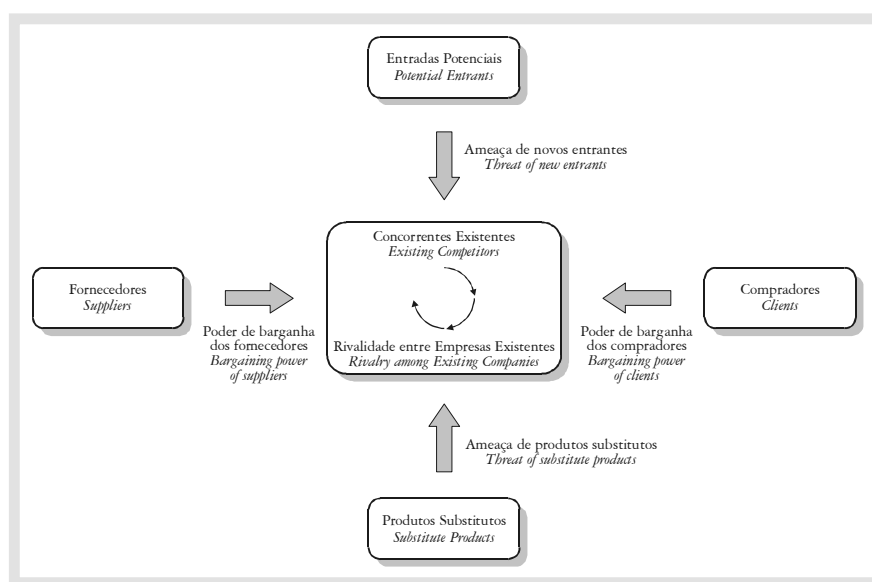 Entradas Potenciais
Potential Entrants
Ameaça de novos entrantes
Threat of new entrants
Concorrentes Existentes
Existing Competitors
Fornecedores
Suppliers
Compradores
Clients
Poder de barganha
dos fornecedores
Bargaining power
of suppliers
Rivalidade entre Empresas Existentes
Rivalry among Existing Companies
Poder de barganha
dos compradores
Bargaining power
of clients
Ameaça de produtos substitutos
Threat of substitute products
Produtos Substitutos
Substitute Products